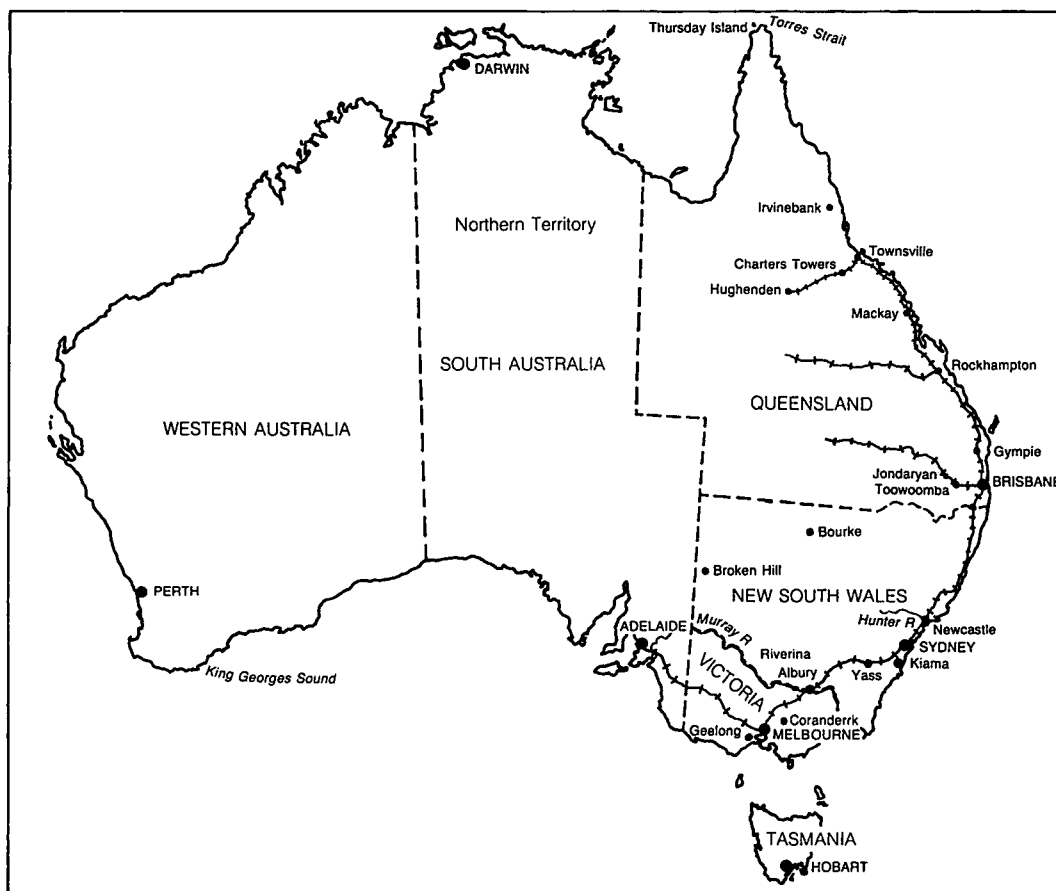 Thursday Island
Torres Strait
DARWIN
Irvinebank
Northern Territory
Townsville
Charters Towers
Hughenden
Mackay
SOUTH AUSTRALIA
Rockhampton
QUEENSLAND
WESTERN AUSTRALIA
Gympie
Jondaryan
Toowoomba
BRISBANE
Bourke
Broken Hill
PERTH
NEW SOUTH WALES
Hunter R
Newcastle
ADELAIDE
Murray R
SYDNEY
Riverina
Kiama
King Georges Sound
Albury
Yass
VICTORIA
Coranderrk
Geelong
MELBOURNE
TASMANIA
HOBART